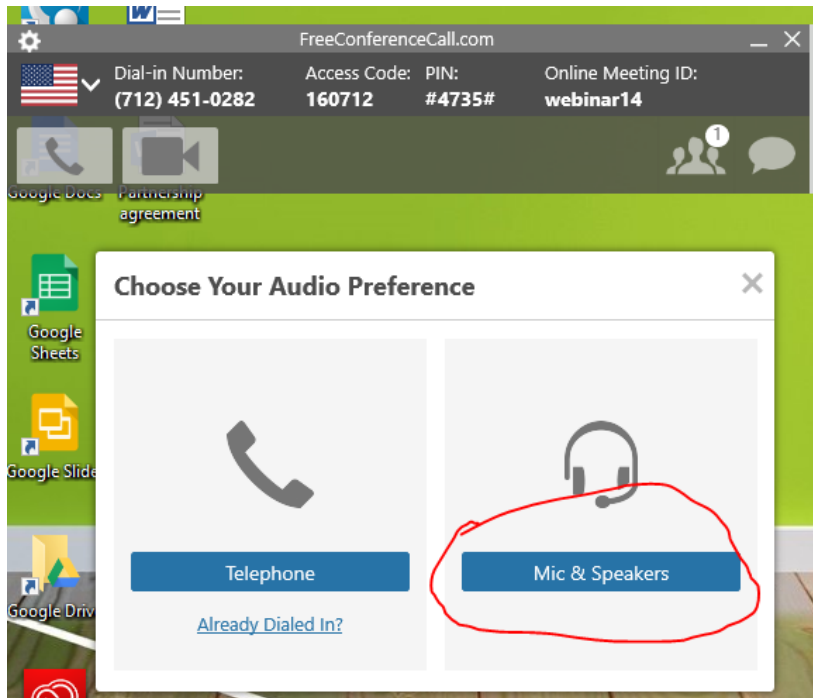 W
FreeConferenceCall.com
Dial-in Number: Access Code: PIN: Online Meeting ID:
(712) 451-0282 160712 #4735# webinar14
1
Google Docs Partnership
agreement
Choose Your Audio Preference
Google
Sheets
Google Slide
Telephone Mic & Speakers
Google Driv
Already Dialed In?